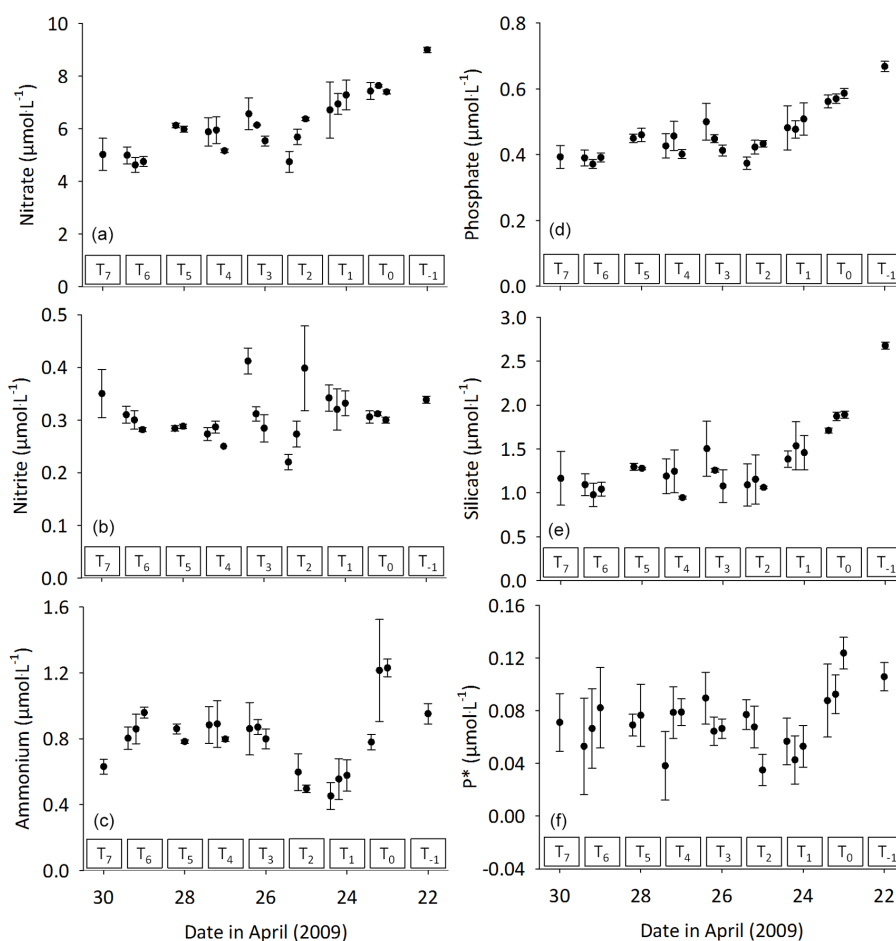 10
8
6
4
2
0
Nitrate (µmol·L⁻¹)
(a)
T₇ T₆ T₅ T₄ T₃ T₂ T₁ T₀ T₋₁
0.8
0.6
0.4
0.2
0.0
Phosphate (µmol·L⁻¹)
(d)
T₇ T₆ T₅ T₄ T₃ T₂ T₁ T₀ T₋₁
0.5
0.4
0.3
0.2
0.1
0.0
Nitrite (µmol·L⁻¹)
(b)
T₇ T₆ T₅ T₄ T₃ T₂ T₁ T₀ T₋₁
3.0
2.5
2.0
1.5
1.0
0.5
0.0
Silicate (µmol·L⁻¹)
(e)
T₇ T₆ T₅ T₄ T₃ T₂ T₁ T₀ T₋₁
1.6
1.2
0.8
0.4
0.0
Ammonium (µmol·L⁻¹)
(c)
T₇ T₆ T₅ T₄ T₃ T₂ T₁ T₀ T₋₁
30 28 26 24 22
Date in April (2009)
0.16
0.12
0.08
0.04
0.00
-0.04
P* (µmol·L⁻¹)
(f)
T₇ T₆ T₅ T₄ T₃ T₂ T₁ T₀ T₋₁
30 28 26 24 22
Date in April (2009)